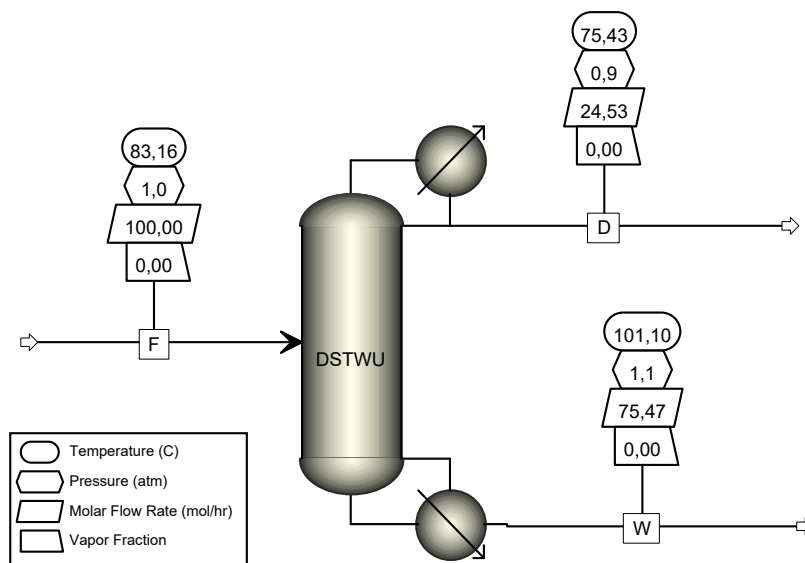 75,43
0,9
24,53
0,00
D
83,16
1,0
100,00
0,00
F
DSTWU
101,10
1,1
75,47
0,00
W
Temperature (C)
Pressure (atm)
Molar Flow Rate (mol/hr)
Vapor Fraction